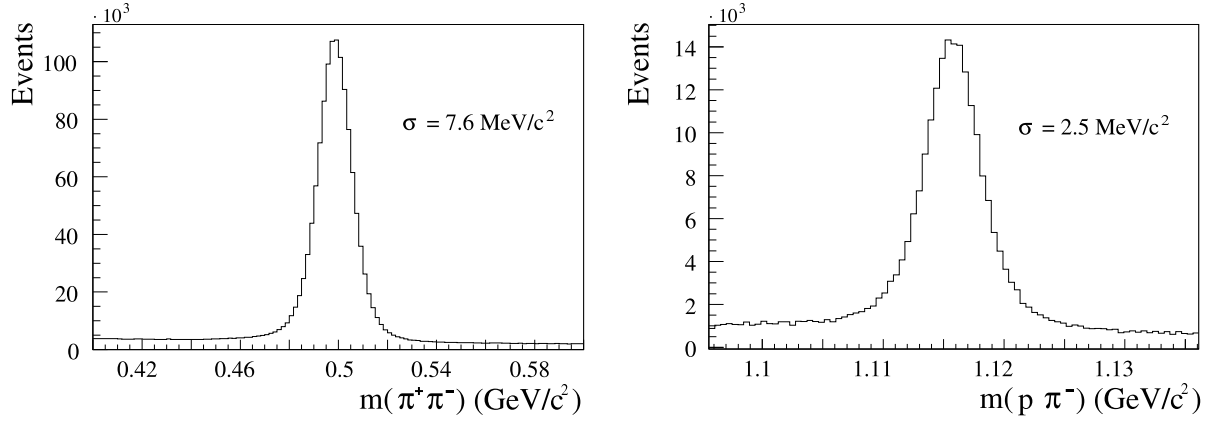 · 10³
Events
100
80
60
40
20
0
σ = 7.6 MeV/c²
0.42 0.46 0.5 0.54 0.58
m(π⁺π⁻) (GeV/c²)
· 10³
Events
14
12
10
8
6
4
2
0
σ = 2.5 MeV/c²
1.1 1.11 1.12 1.13
m(p π⁻) (GeV/c²)